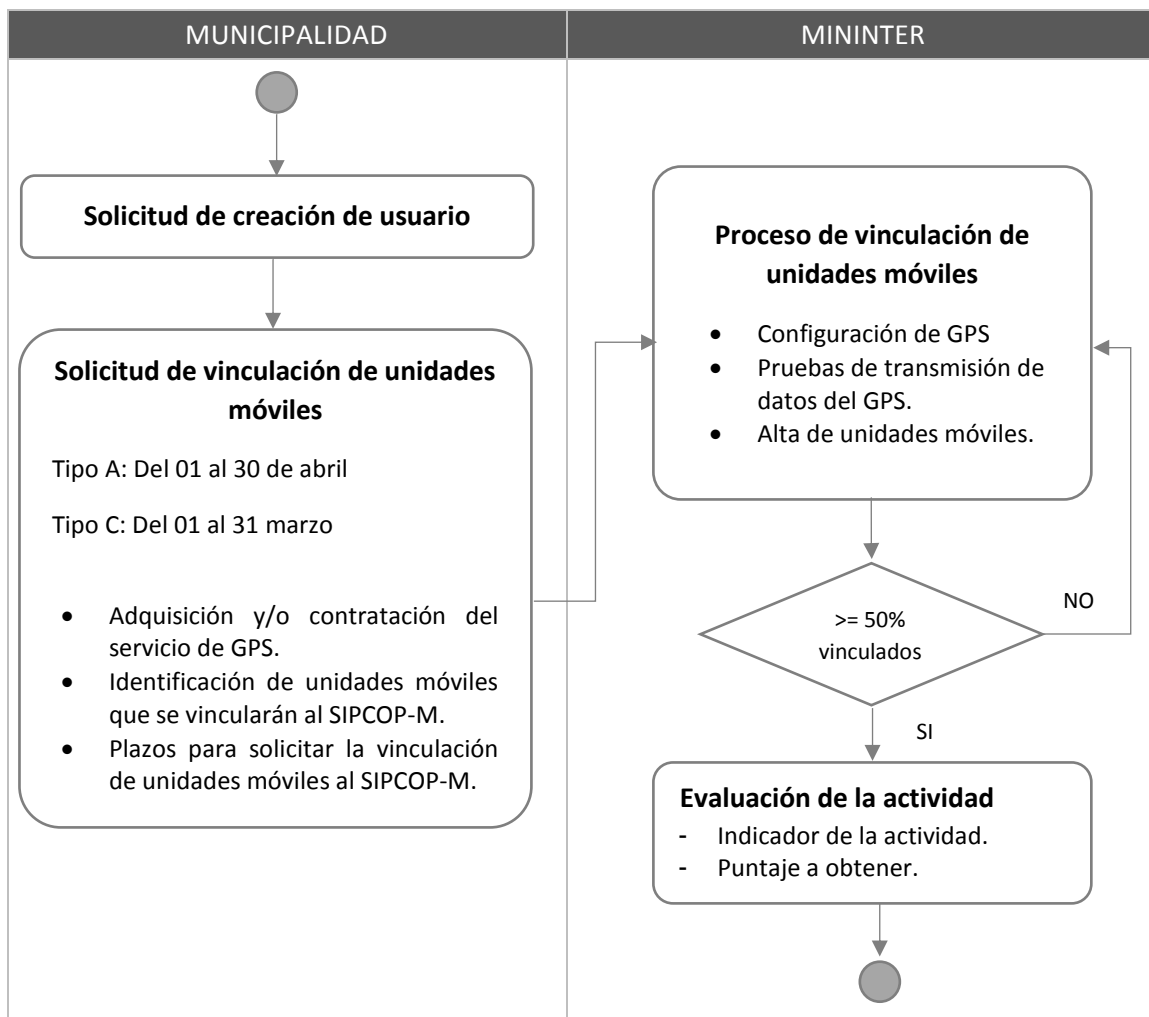 MUNICIPALIDAD
MININTER
Solicitud de creación de usuario
Solicitud de vinculación de unidades
móviles
Tipo A: Del 01 al 30 de abril
Tipo C: Del 01 al 31 marzo
• Adquisición y/o contratación del
servicio de GPS.
• Identificación de unidades móviles
que se vincularán al SIPCOP-M.
• Plazos para solicitar la vinculación
de unidades móviles al SIPCOP-M.
Proceso de vinculación de
unidades móviles
• Configuración de GPS
• Pruebas de transmisión de
datos del GPS.
• Alta de unidades móviles.
>= 50%
vinculados
NO
SI
Evaluación de la actividad
- Indicador de la actividad.
- Puntaje a obtener.